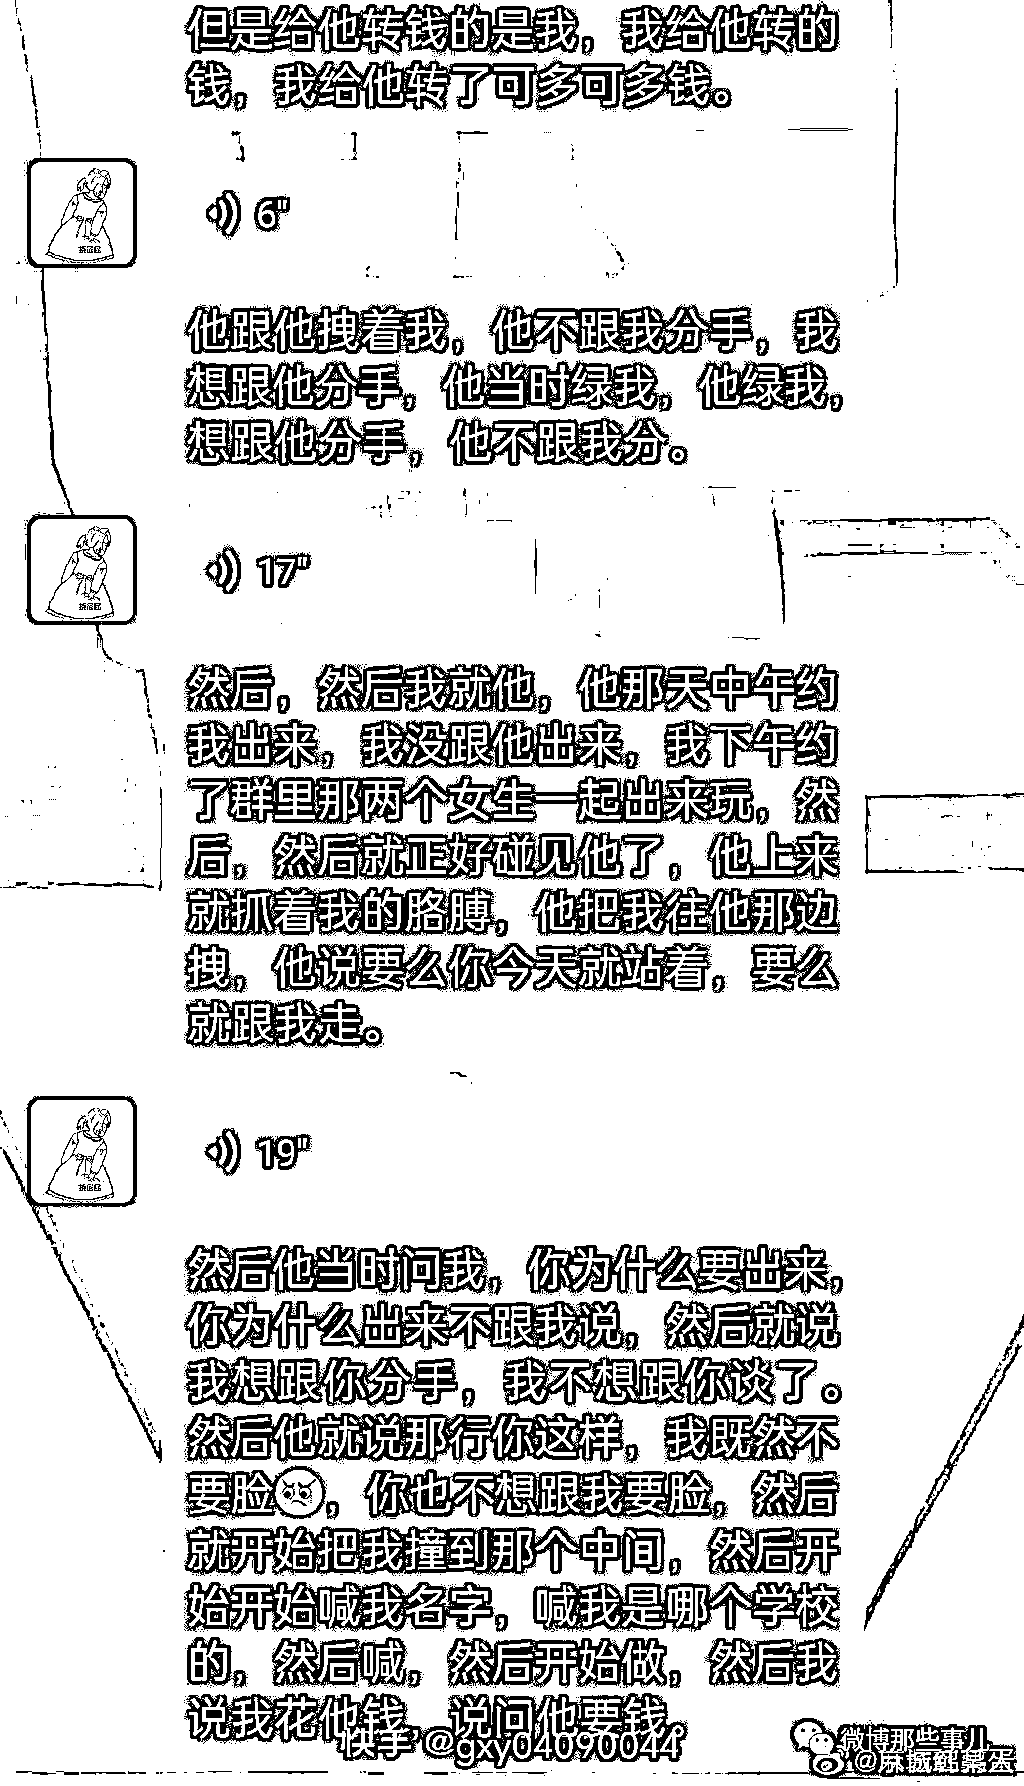 但是给他转钱的是我，我给他转的
钱，我给他转了可多可多钱。
6"
他跟他拽着我，他不跟我分手，我
想跟他分手，他当时绿我，他绿我，
想跟他分手，他不跟我分。
17"
然后，然后我就他，他那天中午约
我出来，我没跟他出来，我下午约
了群里那两个女生一起出来玩，然
后，然后就正好碰见他了，他上来
就抓着我的胳膊，他把我往他那边
拽，他说要么你今天就站着，要么
就跟我走。
19"
然后他当时问我，你为什么要出来，
你为什么出来不跟我说，然后就说
我想跟你分手，我不想跟你谈了。
然后他就说那行你这样，我既然不
要脸，你也不想跟我要脸，然后
就开始把我撞到那个中间，然后开
始开始喊我名字，喊我是哪个学校
的，然后喊，然后开始做，然后我
说我花他钱，说问他要钱。
快手 @gxy04090044
微博那些事儿